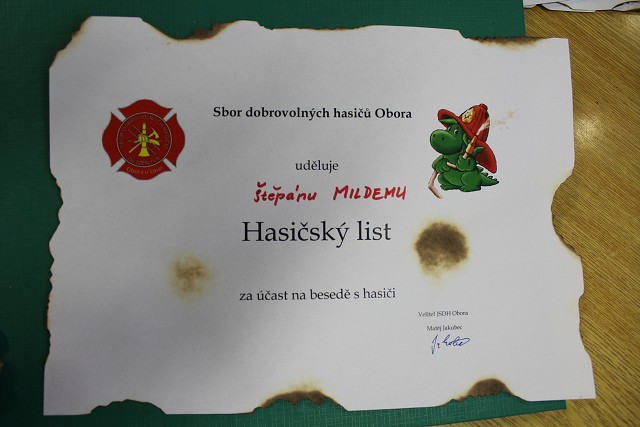 Sbor dobrovolných hasičů Obora
uděluje
Štěpánu MILDEMU
Hasičský list
za účast na besedě s hasiči
Velitel JSDH Obora
Matěj Jakubec